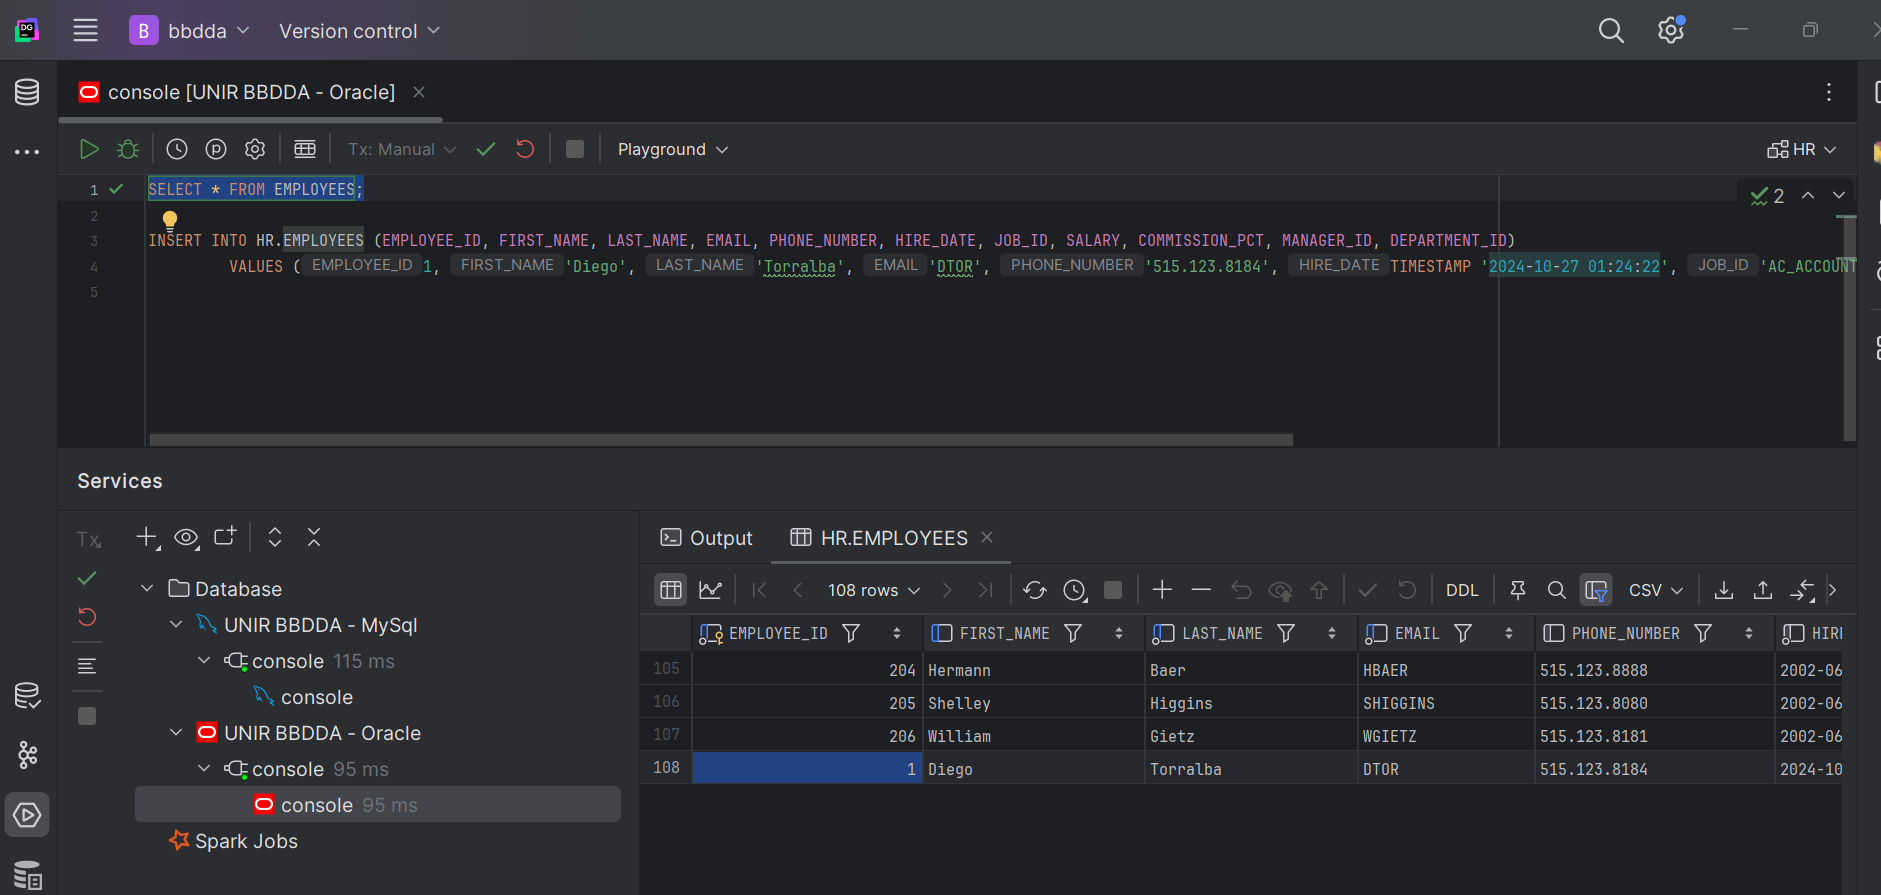 DG B bbdda Version control
console [UNIR BBDDA - Oracle]
Tx: Manual Playground HR
1 SELECT * FROM EMPLOYEES; 2
2
3 INSERT INTO HR.EMPLOYEES (EMPLOYEE_ID, FIRST_NAME, LAST_NAME, EMAIL, PHONE_NUMBER, HIRE_DATE, JOB_ID, SALARY, COMMISSION_PCT, MANAGER_ID, DEPARTMENT_ID)
4 VALUES ( EMPLOYEE_ID 1, FIRST_NAME 'Diego', LAST_NAME 'Torralba', EMAIL 'DTOR', PHONE_NUMBER '515.123.8184', HIRE_DATE TIMESTAMP '2024-10-27 01:24:22', JOB_ID 'AC_ACCOUNT
5
Services
Tx
Database
UNIR BBDDA - MySql
console 115 ms
console
UNIR BBDDA - Oracle
console 95 ms
console 95 ms
Spark Jobs
Output HR.EMPLOYEES
108 rows DDL CSV
EMPLOYEE_ID FIRST_NAME LAST_NAME EMAIL PHONE_NUMBER HIRE
105 204 Hermann Baer HBAER 515.123.8888 2002-06
106 205 Shelley Higgins SHIGGINS 515.123.8080 2002-06
107 206 William Gietz WGIETZ 515.123.8181 2002-06
108 1 Diego Torralba DTOR 515.123.8184 2024-10